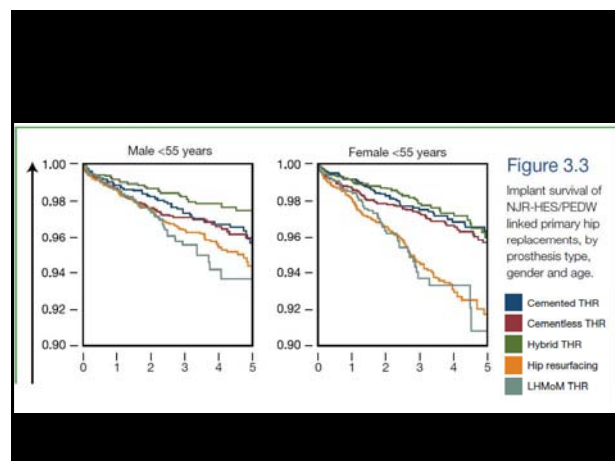 Male <55 years
Female <55 years
1.00
0.98
0.96
0.94
0.92
0.90
0 1 2 3 4 5
1.00
0.98
0.96
0.94
0.92
0.90
0 1 2 3 4 5
Figure 3.3
Implant survival of
NJR-HES/PEDW
linked primary hip
replacements, by
prosthesis type,
gender and age.
Cemented THR
Cementless THR
Hybrid THR
Hip resurfacing
LHMoM THR